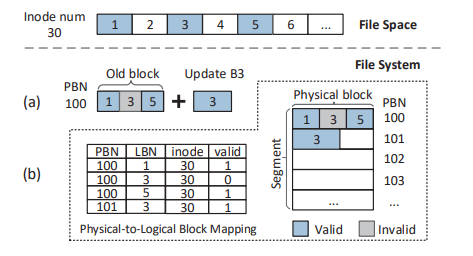 Inode num
30
1 2 3 4 5 6 ...
File Space
File System
Old block
Update B3
(a)
PBN
100
1 3 5 + 3
Physical block
PBN
1 3 5 100
3 101
102
103
... ...
Segment
(b)
PBN LBN inode valid
100 1 30 1
100 3 30 0
100 5 30 1
101 3 30 1
Physical-to-Logical Block Mapping
Valid Invalid